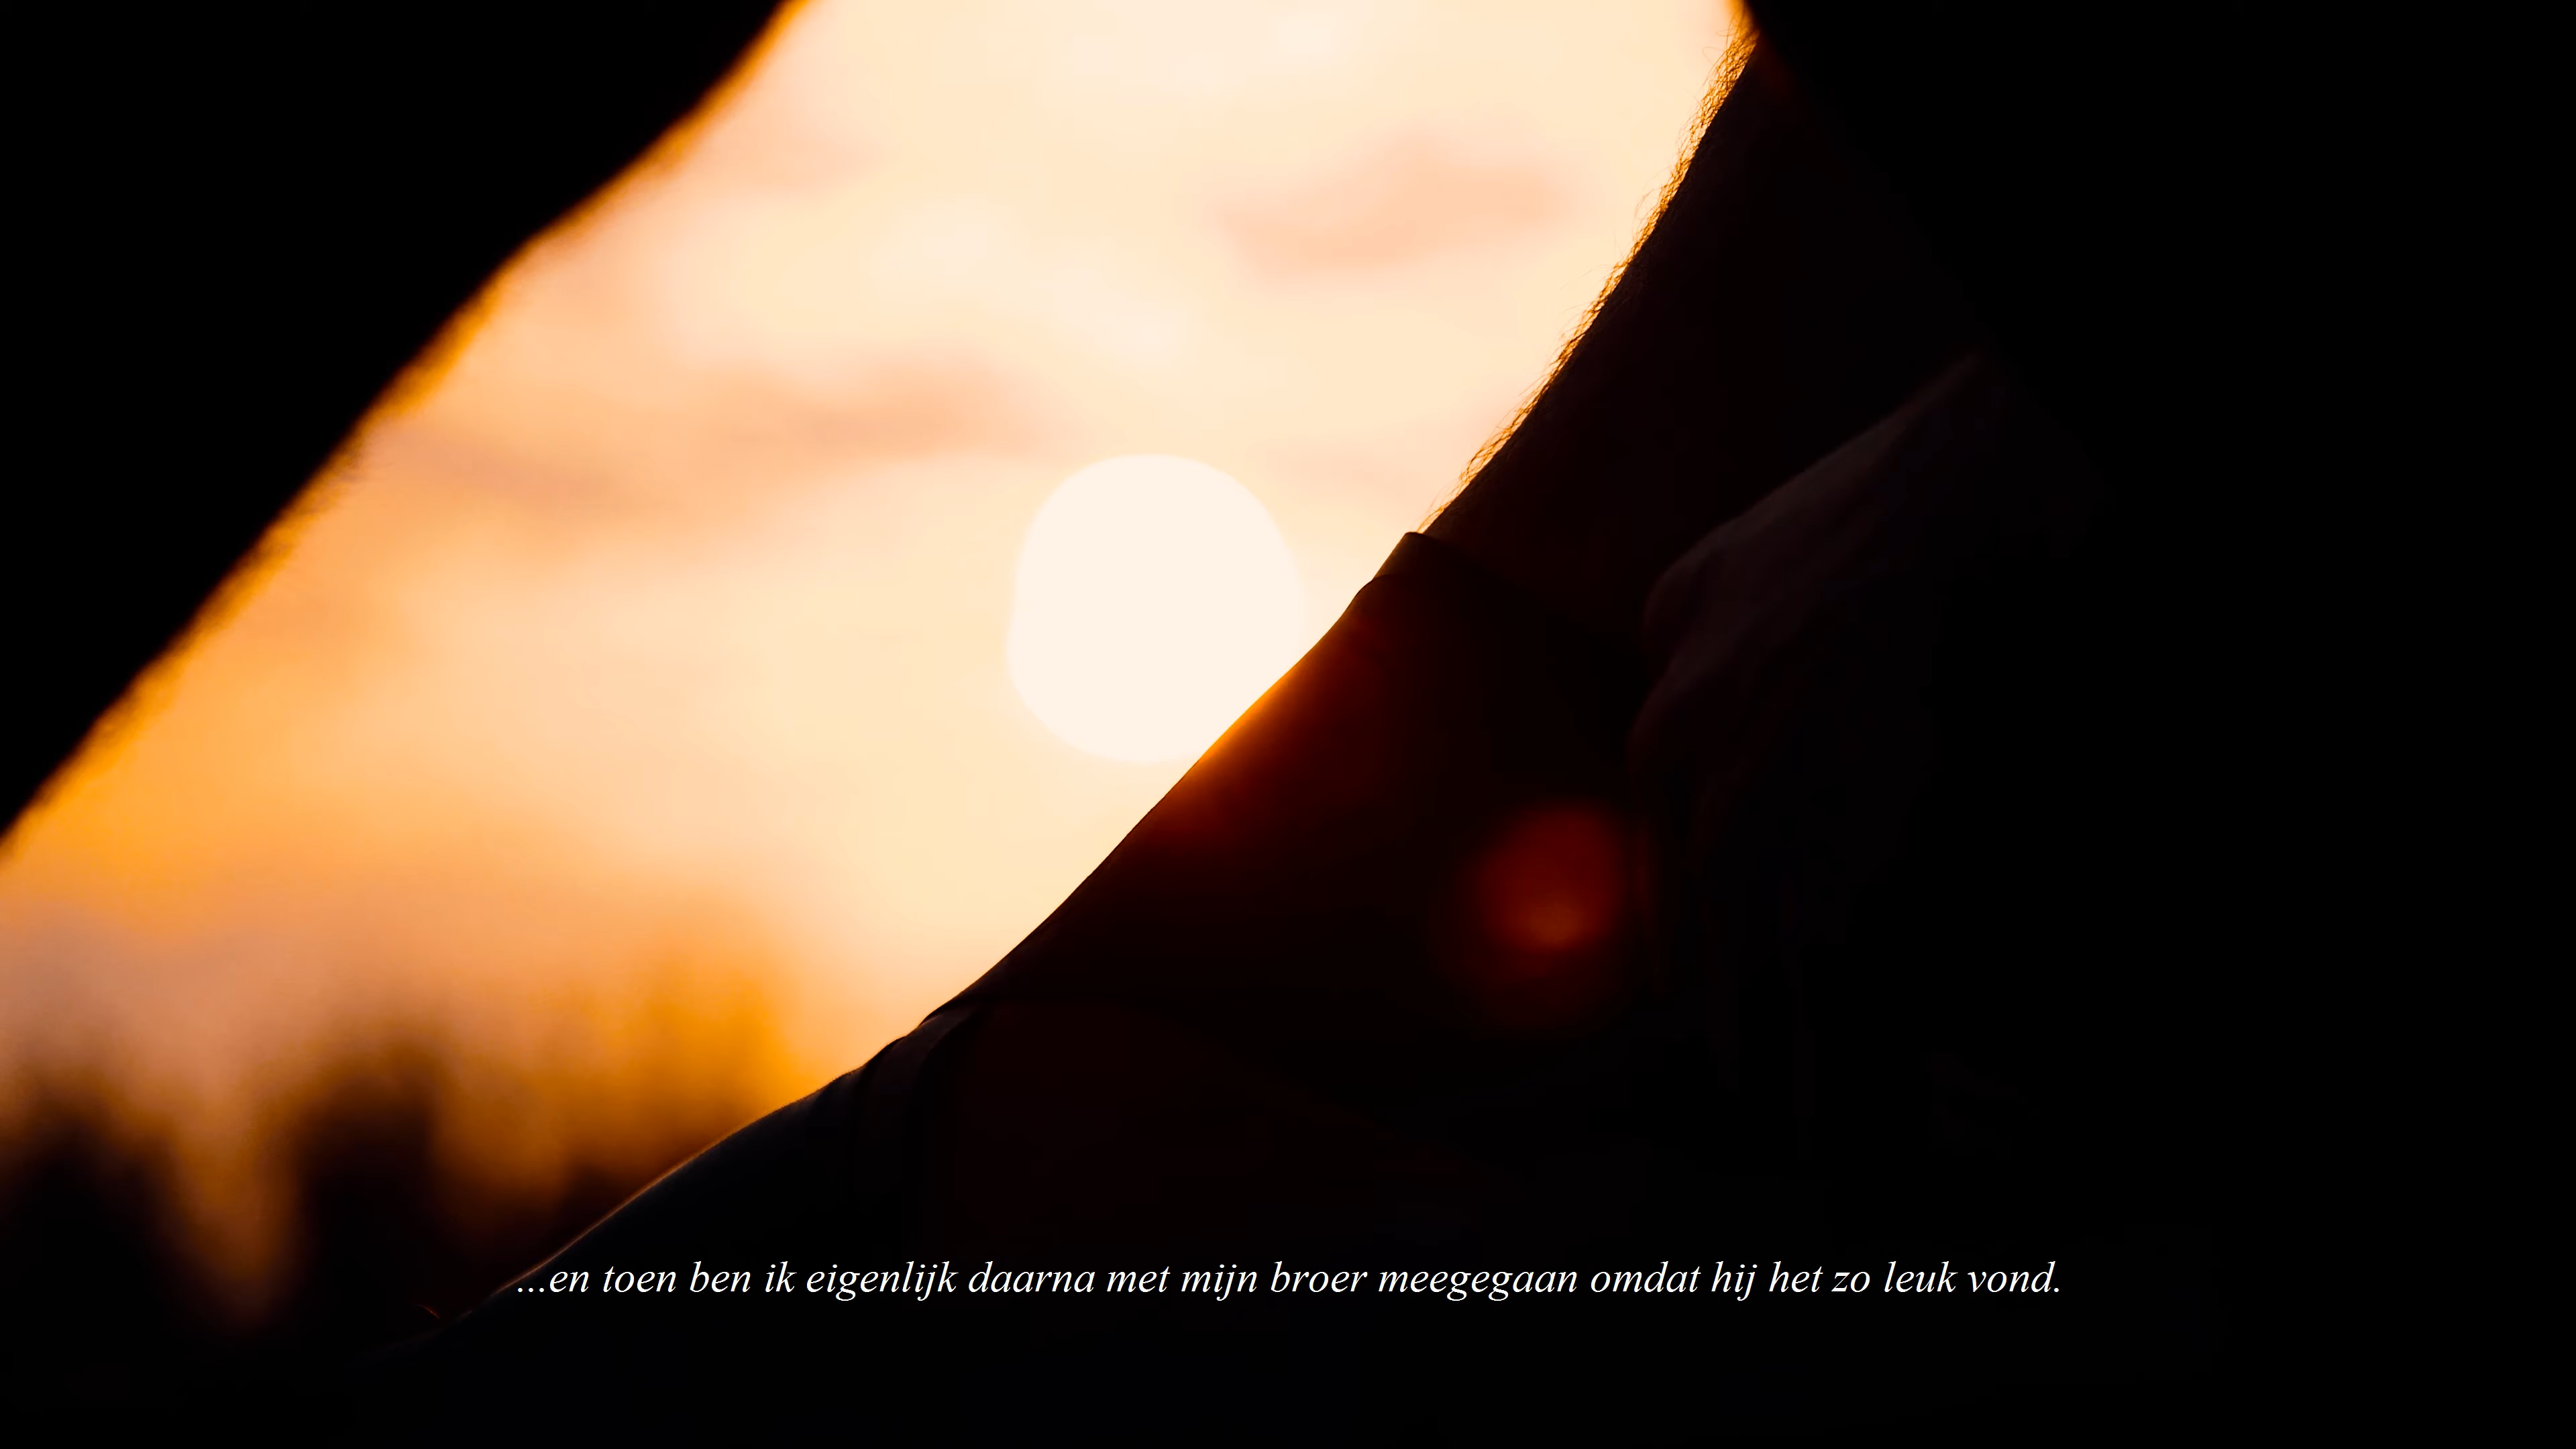 ...en toen ben ik eigenlijk daarna met mijn broer meegegaan omdat hij het zo leuk vond.